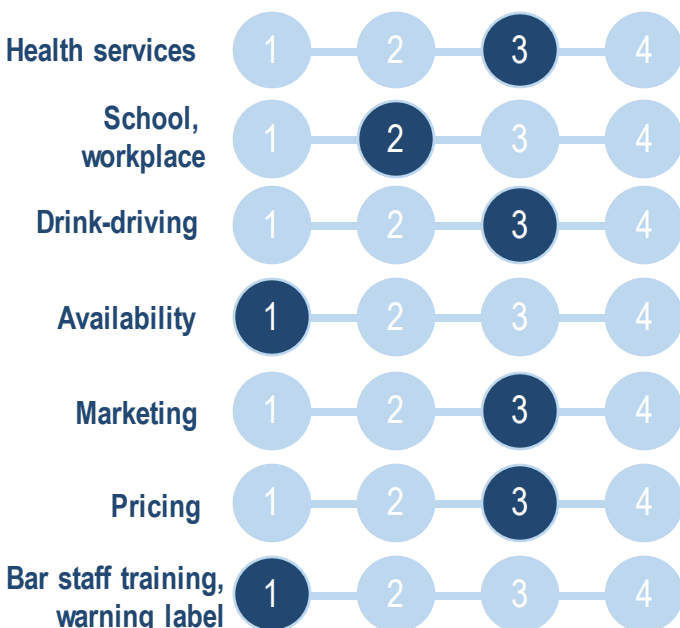 Health services 1 2 3 4
School,
workplace 1 2 3 4
Drink-driving 1 2 3 4
Availability 1 2 3 4
Marketing 1 2 3 4
Pricing 1 2 3 4
Bar staff training,
warning label 1 2 3 4